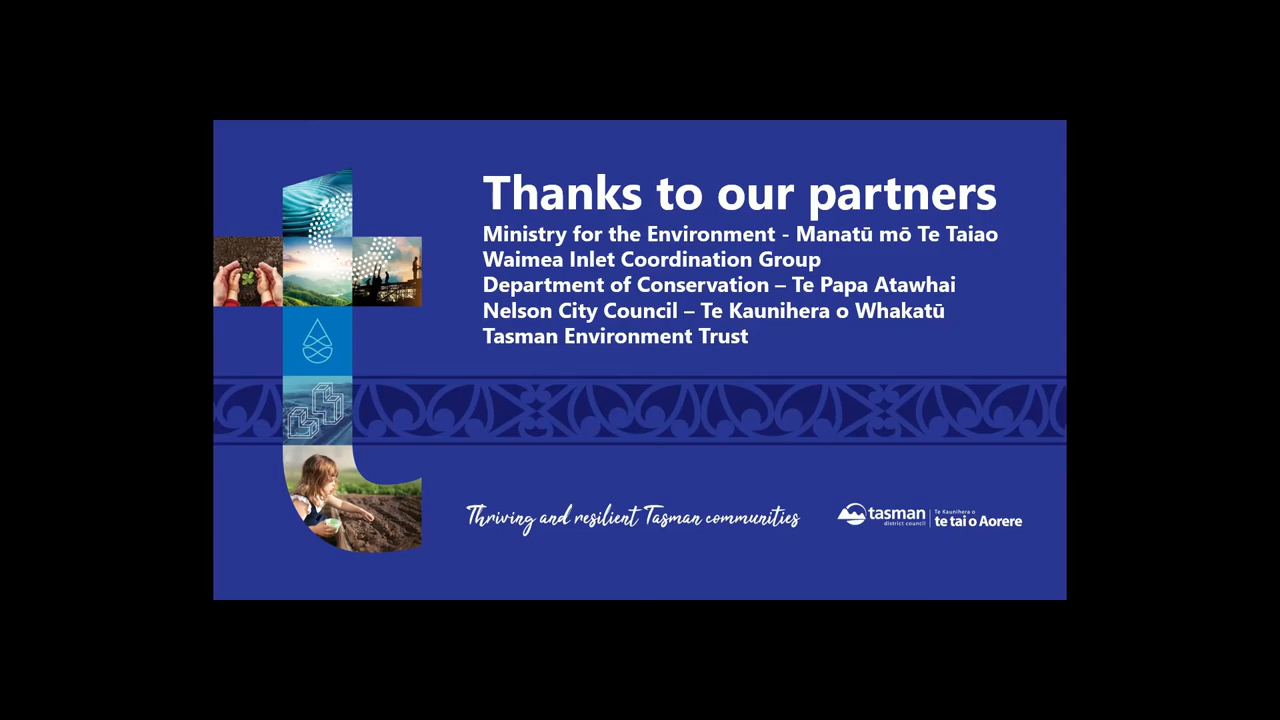 Thanks to our partners
Ministry for the Environment - Manatū mō Te Taiao
Waimea Inlet Coordination Group
Department of Conservation – Te Papa Atawhai
Nelson City Council – Te Kaunihera o Whakatū
Tasman Environment Trust
Thriving and resilient Tasman communities
tasman
district council
Te Kaunihera o
te tai o Aorere